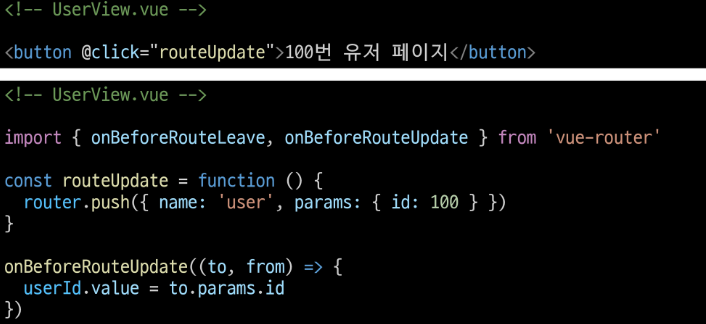 <!-- UserView.vue -->
<button @click="routeUpdate">100번 유저 페이지</button>
<!-- UserView.vue -->
import { onBeforeRouteLeave, onBeforeRouteUpdate } from 'vue-router'
const routeUpdate = function () {
  router.push({ name: 'user', params: { id: 100 } })
}
onBeforeRouteUpdate((to, from) => {
  userId.value = to.params.id
})